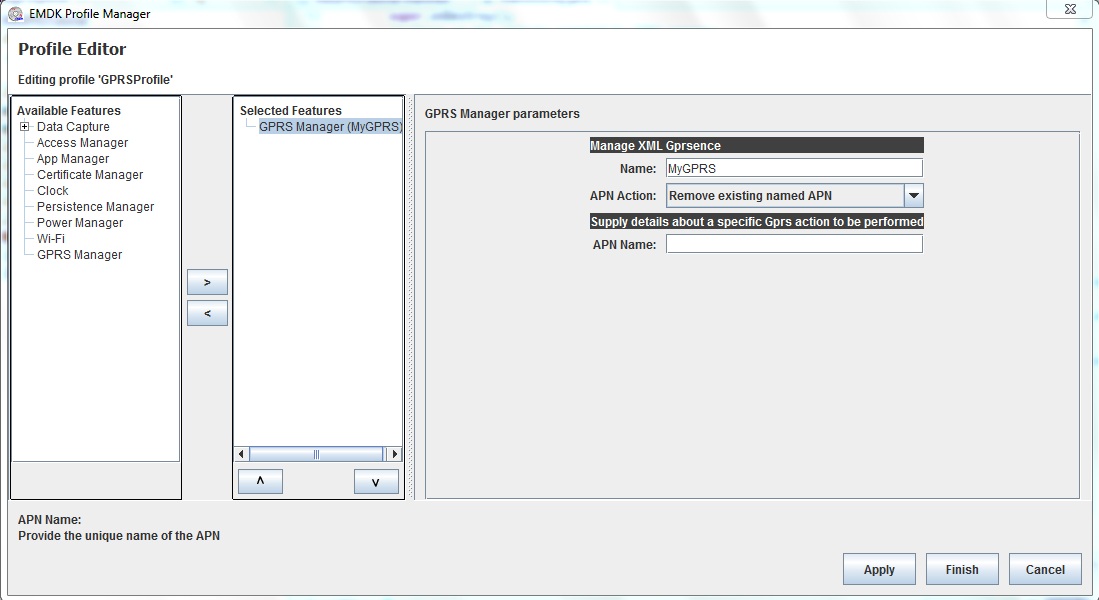 EMDK Profile Manager
Profile Editor
Editing profile 'GPRSProfile'
Available Features
Data Capture
Access Manager
App Manager
Certificate Manager
Clock
Persistence Manager
Power Manager
Wi-Fi
GPRS Manager
>
<
Selected Features
GPRS Manager (MyGPRS)
^
v
GPRS Manager parameters
Manage XML Gprsence
Name: MyGPRS
APN Action: Remove existing named APN
Supply details about a specific Gprs action to be performed
APN Name:
APN Name:
Provide the unique name of the APN
Apply Finish Cancel